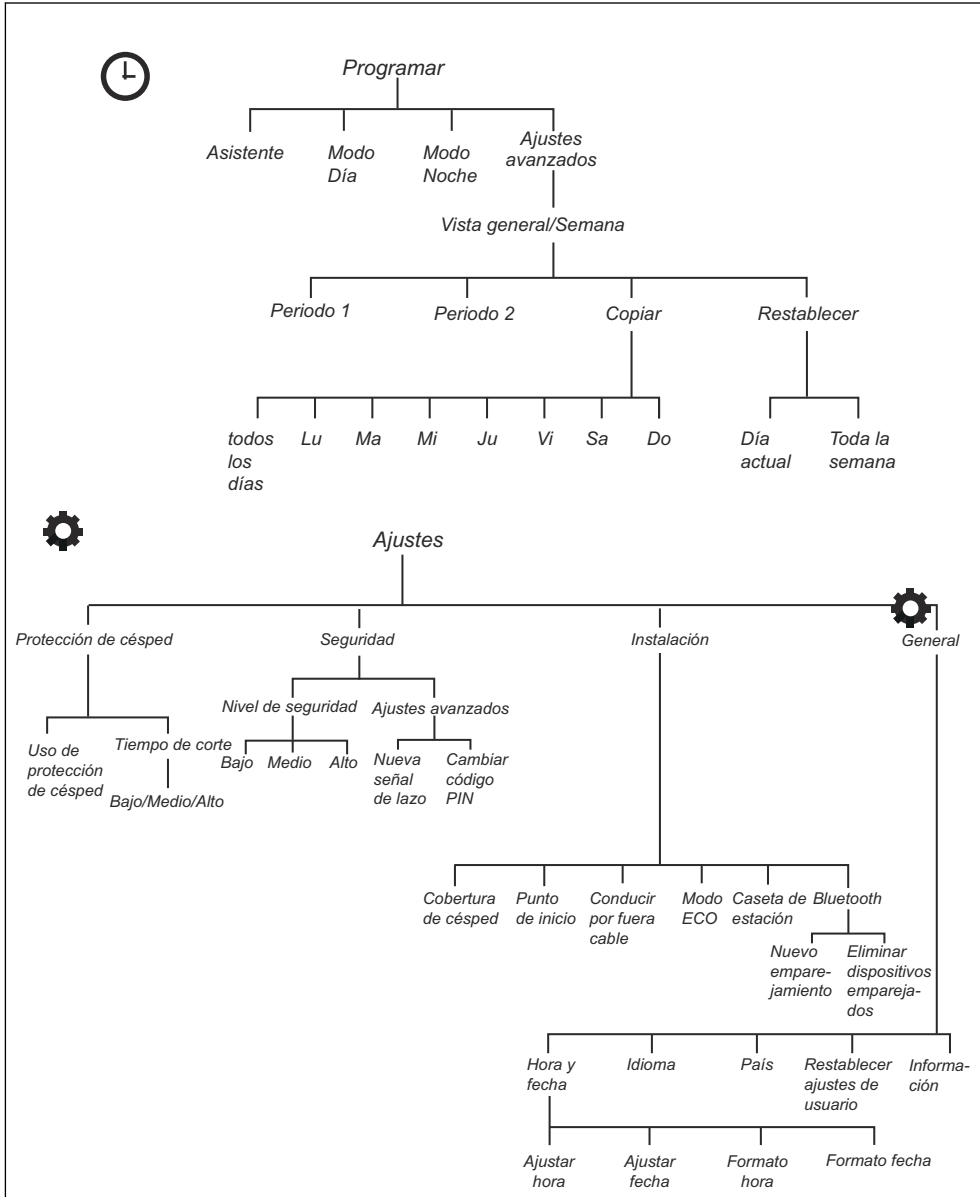 Programar
Asistente
Modo
Día
Modo
Noche
Ajustes
avanzados
Vista general/Semana
Periodo 1
Periodo 2
Copiar
Restablecer
todos
los
días
Lu
Ma
Mi
Ju
Vi
Sa
Do
Día
actual
Toda la
semana
Ajustes
Protección de césped
Seguridad
Instalación
General
Uso de
protección
de césped
Tiempo de corte
Bajo/Medio/Alto
Nivel de seguridad
Ajustes avanzados
Bajo
Medio
Alto
Nueva
señal
de lazo
Cambiar
código
PIN
Cobertura
de césped
Punto
de inicio
Conducir
por fuera
cable
Modo
ECO
Caseta de
estación
Bluetooth
Nuevo
empare-
jamiento
Eliminar
dispositivos
empareja-
dos
Hora y
fecha
Idioma
País
Restablecer
ajustes de
usuario
Informa-
ción
Ajustar
hora
Ajustar
fecha
Formato
hora
Formato fecha